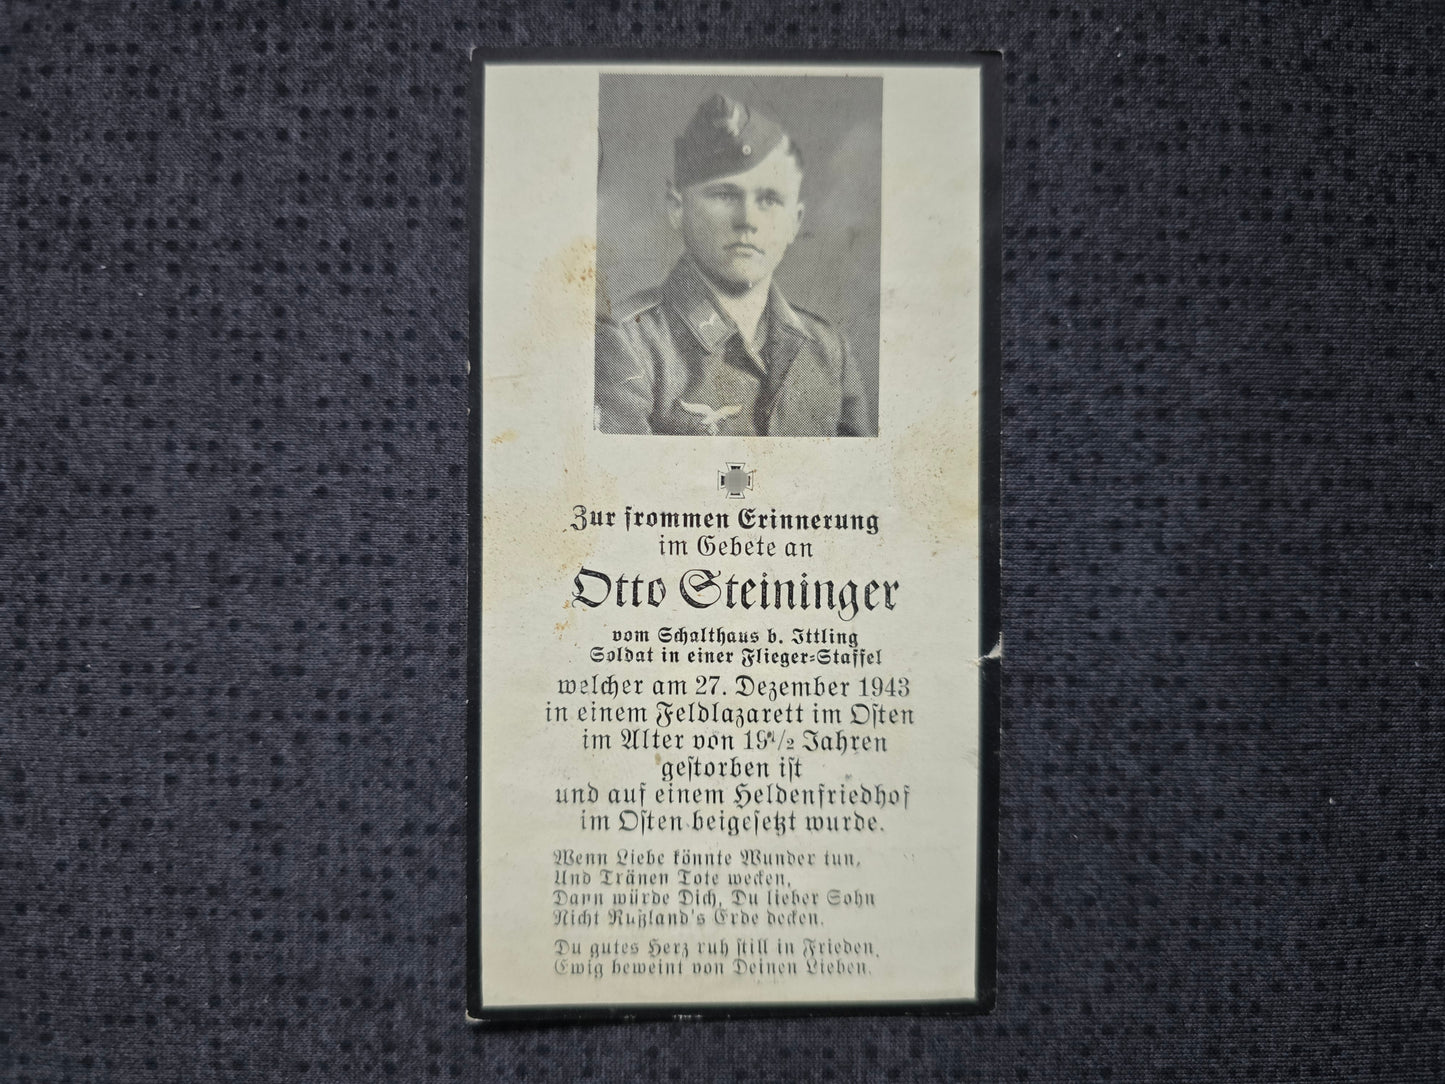 Zur frommen Erinnerung
im Gebete an
Otto Steininger
vom Schalthaus b. Ittling
Soldat in einer Flieger-Staffel
welcher am 27. Dezember 1943
in einem Feldlazarett im Osten
im Alter von 19½ Jahren
gestorben ist
und auf einem Heldenfriedhof
im Osten beigesetzt wurde.
Wenn Liebe könnte Wunder tun,
Und Tränen Tote wecken,
Dann würde Dich, Du lieber Sohn
Nicht Rußland's Erde decken.
Du gutes Herz ruh still in Frieden,
Ewig beweint von Deinen Lieben.